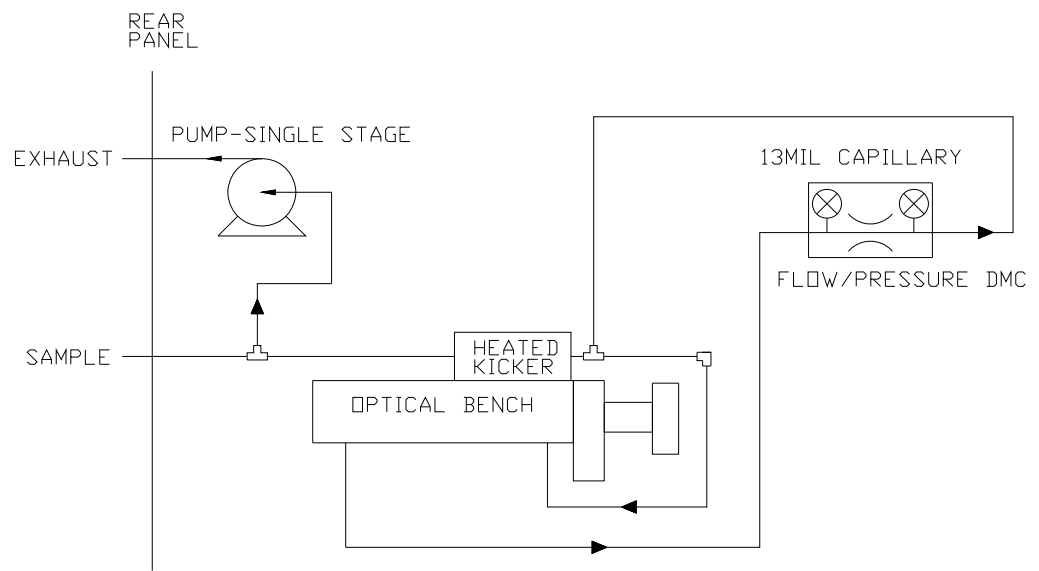 REAR
PANEL
PUMP-SINGLE STAGE
EXHAUST
13MIL CAPILLARY
FLOW/PRESSURE DMC
SAMPLE
HEATED
KICKER
OPTICAL BENCH